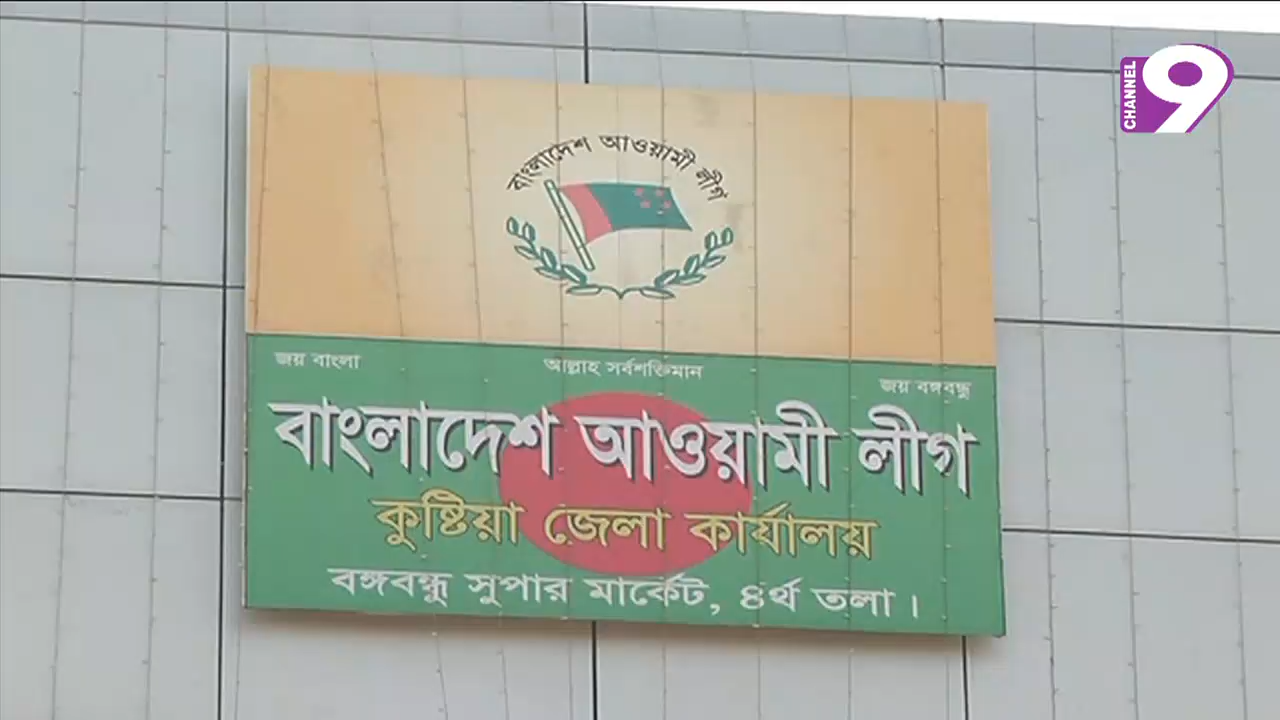 CHANNEL 9
বাংলাদেশ আওয়ামী লীগ
জয় বাংলা
আল্লাহ সর্বশক্তিমান
জয় বঙ্গবন্ধু
বাংলাদেশ আওয়ামী লীগ
কুষ্টিয়া জেলা কার্যালয়
বঙ্গবন্ধু সুপার মার্কেট, ৪র্থ তলা।